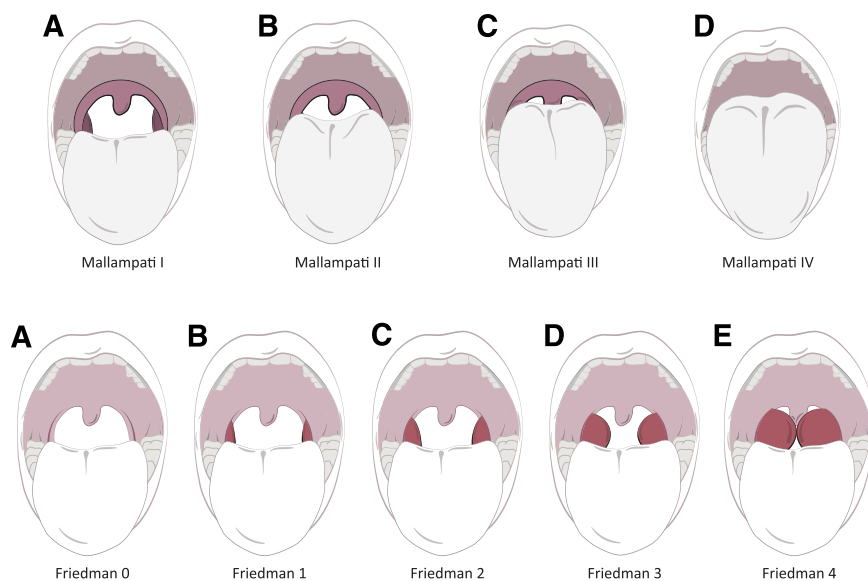 A B C D
Mallampati I Mallampati II Mallampati III Mallampati IV
A B C D E
Friedman 0 Friedman 1 Friedman 2 Friedman 3 Friedman 4